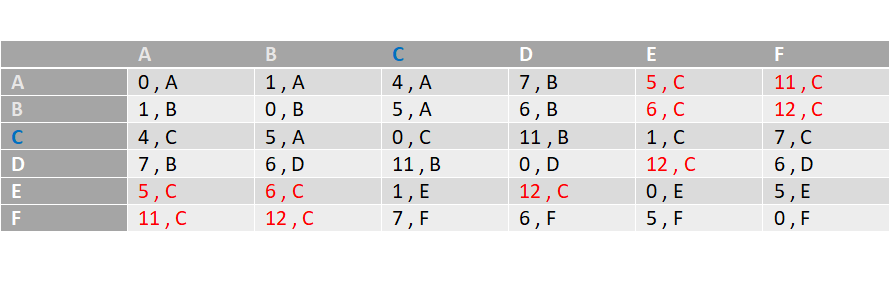 A B C D E F
A 0 , A 1 , A 4 , A 7 , B 5 , C 11 , C
B 1 , B 0 , B 5 , A 6 , B 6 , C 12 , C
C 4 , C 5 , A 0 , C 11 , B 1 , C 7 , C
D 7 , B 6 , D 11 , B 0 , D 12 , C 6 , D
E 5 , C 6 , C 1 , E 12 , C 0 , E 5 , E
F 11 , C 12 , C 7 , F 6 , F 5 , F 0 , F